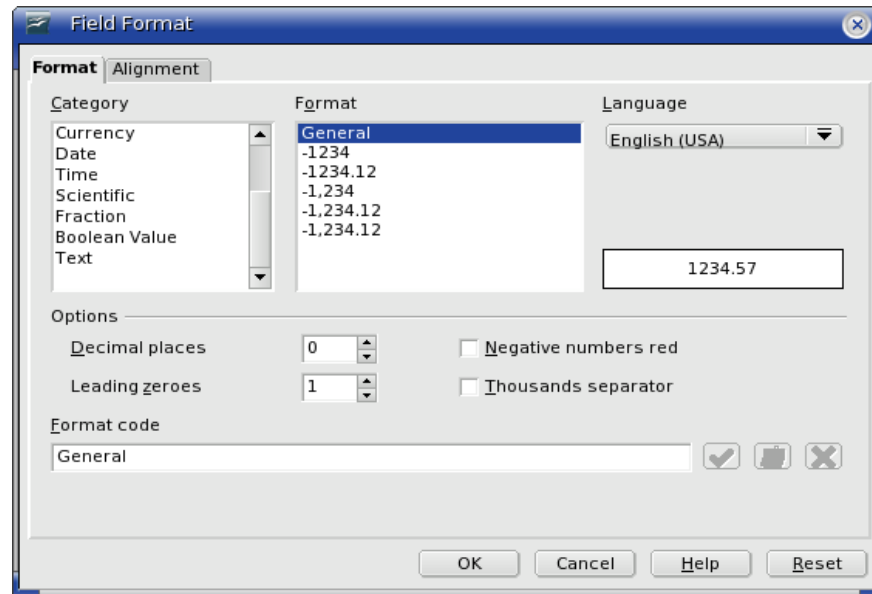 Field Format
Format Alignment
Category Format Language
Currency General English (USA)
Date -1234
Time -1234.12
Scientific -1,234
Fraction -1,234.12
Boolean Value -1,234.12
Text
1234.57
Options
Decimal places 0 Negative numbers red
Leading zeroes 1 Thousands separator
Format code
General
OK Cancel Help Reset